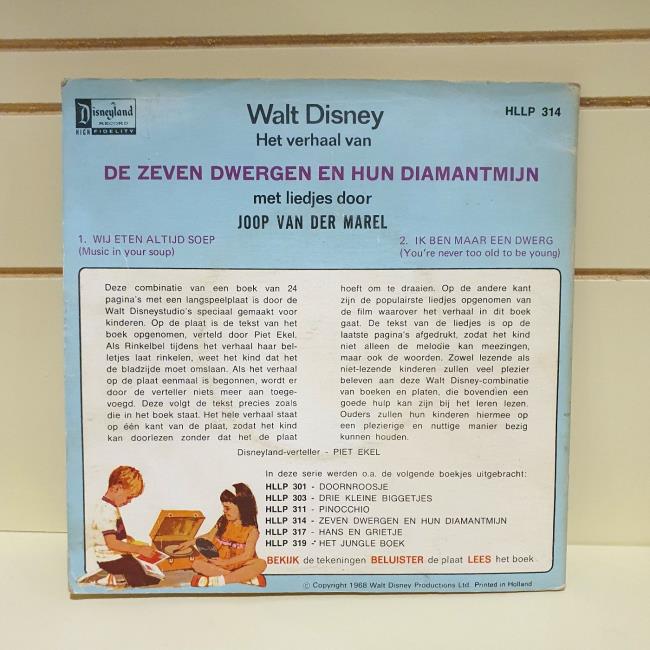 Disneyland
RECORD
HIGH FIDELITY
Walt Disney
HLLP 314
Het verhaal van
DE ZEVEN DWERGEN EN HUN DIAMANTMIJN
met liedjes door
JOOP VAN DER MAREL
1. WIJ ETEN ALTIJD SOEP
(Music in your soup)
2. IK BEN MAAR EEN DWERG
(You're never too old to be young)
Deze combinatie van een boek van 24
pagina's met een langspeelplaat is door de
Walt Disneystudio's speciaal gemaakt voor
kinderen. Op de plaat is de tekst van het
boek opgenomen, verteld door Piet Ekel.
Als Rinkelbel tijdens het verhaal haar bel-
letjes laat rinkelen, weet het kind dat het
de bladzijde moet omslaan. Als het verhaal
op de plaat eenmaal is begonnen, wordt er
door de verteller niets meer aan toege-
voegd. Deze volgt de tekst precies zoals
die in het boek staat. Het hele verhaal staat
op één kant van de plaat, zodat het kind
kan doorlezen zonder dat het de plaat
hoeft om te draaien. Op de andere kant
zijn de populairste liedjes opgenomen van
de film waarover het verhaal in dit boek
gaat. De tekst van de liedjes is op de
laatste pagina's afgedrukt, zodat het kind
niet alleen de melodie kan meezingen,
maar ook de woorden. Zowel lezende als
niet-lezende kinderen zullen veel plezier
beleven aan deze Walt Disney-combinatie
van boeken en platen, die bovendien een
goede hulp kan zijn bij het leren lezen.
Ouders zullen hun kinderen hiermee op
een plezierige en nuttige manier bezig
kunnen houden.
Disneyland-verteller - PIET EKEL
In deze serie werden o.a. de volgende boekjes uitgebracht:
HLLP 301 - DOORNROOSJE
HLLP 303 - DRIE KLEINE BIGGETJES
HLLP 311 - PINOCCHIO
HLLP 314 - ZEVEN DWERGEN EN HUN DIAMANTMIJN
HLLP 317 - HANS EN GRIETJE
HLLP 319 - HET JUNGLE BOEK
BEKIJK de tekeningen BELUISTER de plaat LEES het boek
© Copyright 1968 Walt Disney Productions Ltd. Printed in Holland